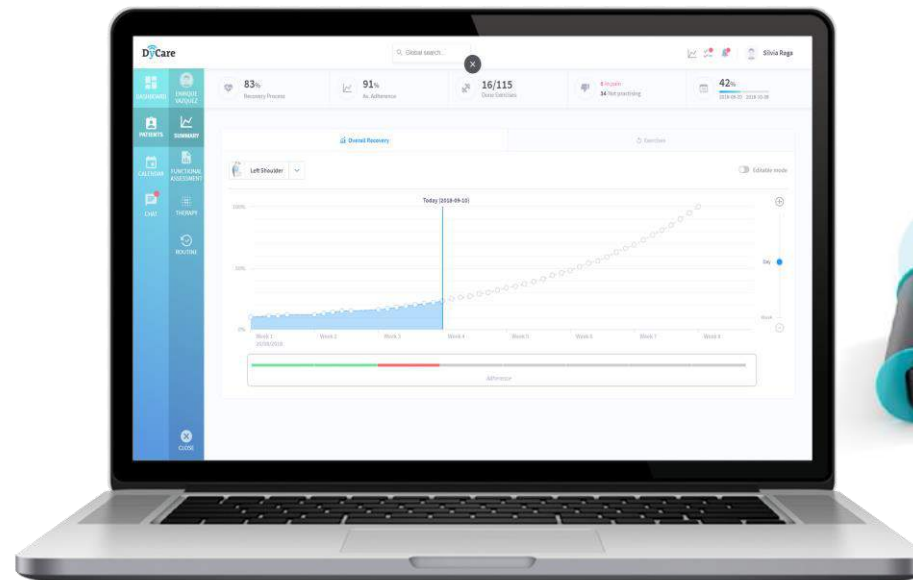 DyCare
Global search...
Silvia Raga
DASHBOARD
ENRIQUE VAZQUEZ
PATIENTS
SUMMARY
CALENDAR
FUNCTIONAL ASSESSMENT
CHAT
THERAPY
ROUTINE
CLOSE
83%
Recovery Process
91%
Av. Adherence
16/115
Done Exercises
14 Not practising
42%
Overall Recovery
Exercises
Left Shoulder
Editable mode
Today (2018-09-10)
100%
50%
0%
Week 1
Week 2
Week 3
Week 4
Week 5
Week 6
Week 7
Week 8
Day
Week
Adherence